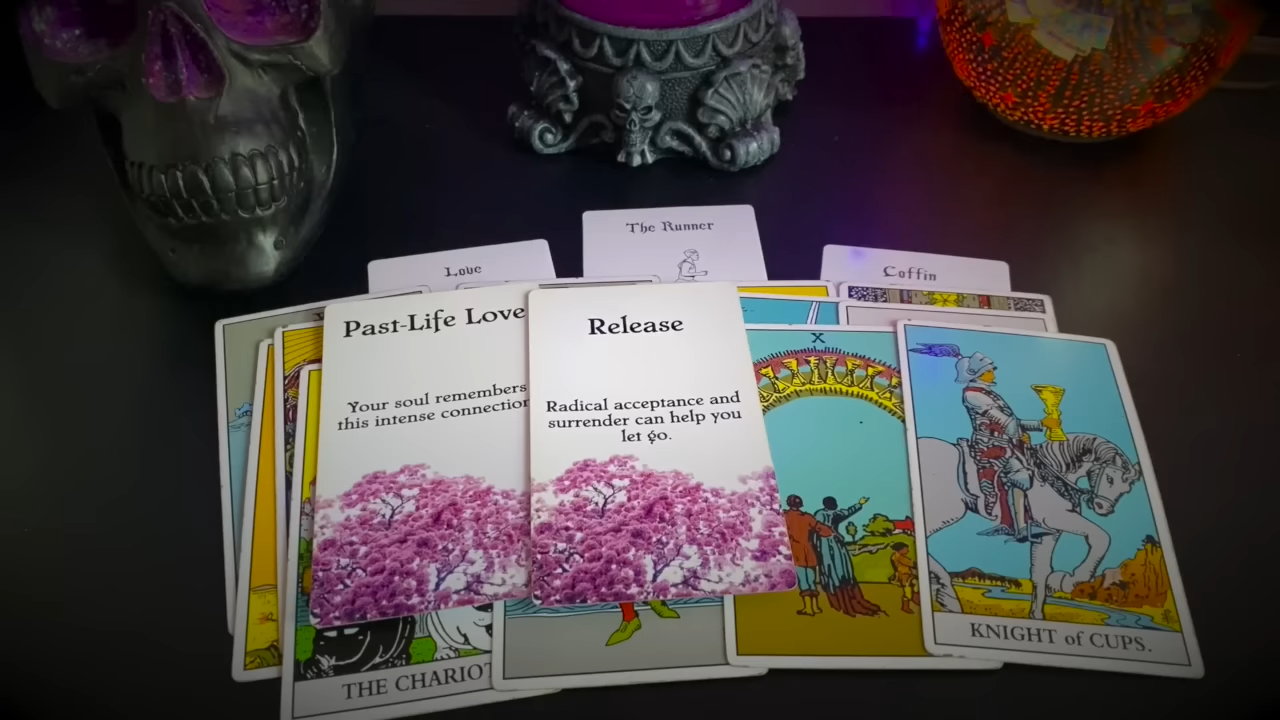 The Runner
Love
Coffin
Past-Life Love
Your soul remembers
this intense connection
Release
Radical acceptance and
surrender can help you
let go.
X
THE CHARIOT
KNIGHT of CUPS.